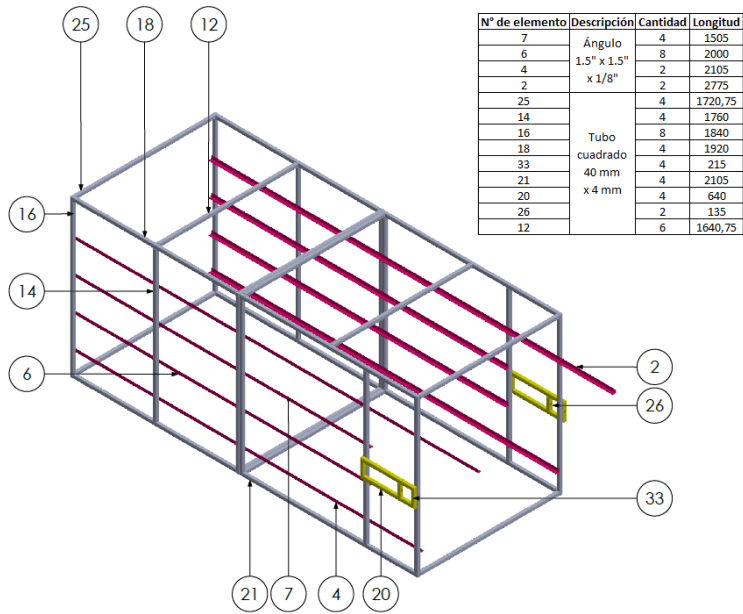 25
18
12
16
14
6
21
7
4
20
2
26
33
N° de elemento Descripción Cantidad Longitud
7 Ángulo 1.5" x 1.5" x 1/8" 4 1505
6 8 2000
4 2 2105
2 2 2775
25 Tubo cuadrado 40 mm x 4 mm 4 1720,75
14 4 1760
16 8 1840
18 4 1920
33 4 215
21 4 2105
20 4 640
26 2 135
12 6 1640,75